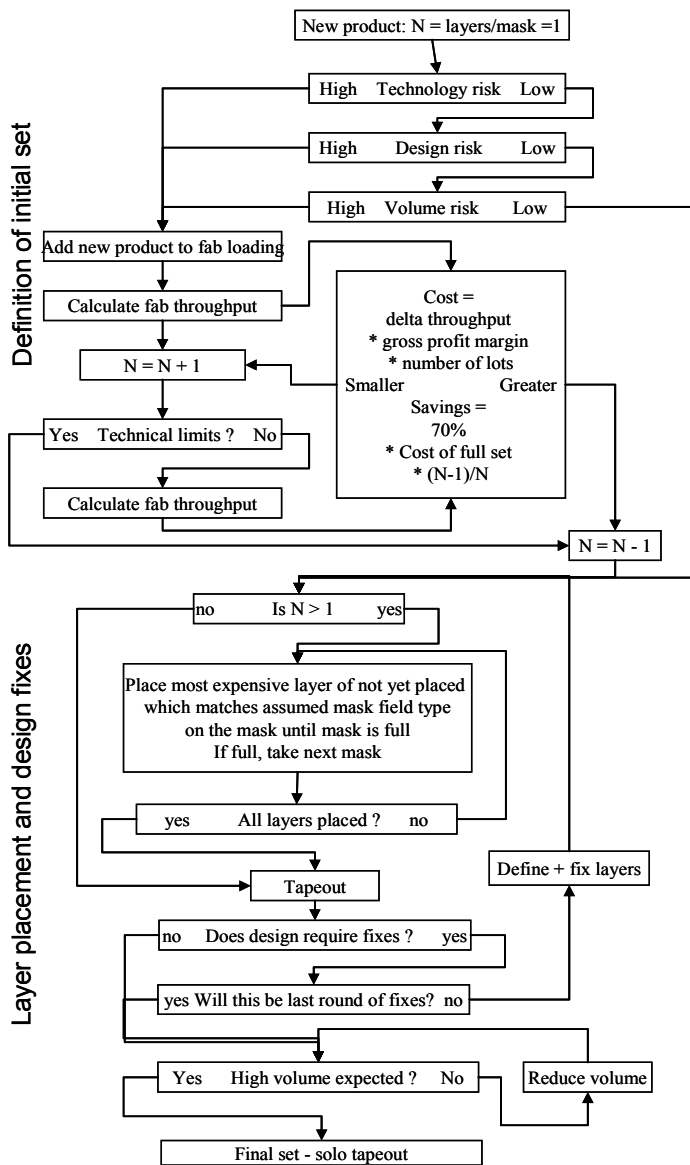 New product: N = layers/mask =1
High Technology risk Low
High Design risk Low
High Volume risk Low
Definition of initial set
Add new product to fab loading
Calculate fab throughput
N = N + 1
Yes Technical limits ? No
Calculate fab throughput
Cost =
delta throughput
* gross profit margin
* number of lots
Smaller Greater
Savings =
70%
* Cost of full set
* (N-1)/N
N = N - 1
Layer placement and design fixes
no Is N > 1 yes
Place most expensive layer of not yet placed
which matches assumed mask field type
on the mask until mask is full
If full, take next mask
yes All layers placed ? no
Tapeout
Define + fix layers
no Does design require fixes ? yes
yes Will this be last round of fixes? no
Yes High volume expected ? No
Reduce volume
Final set - solo tapeout